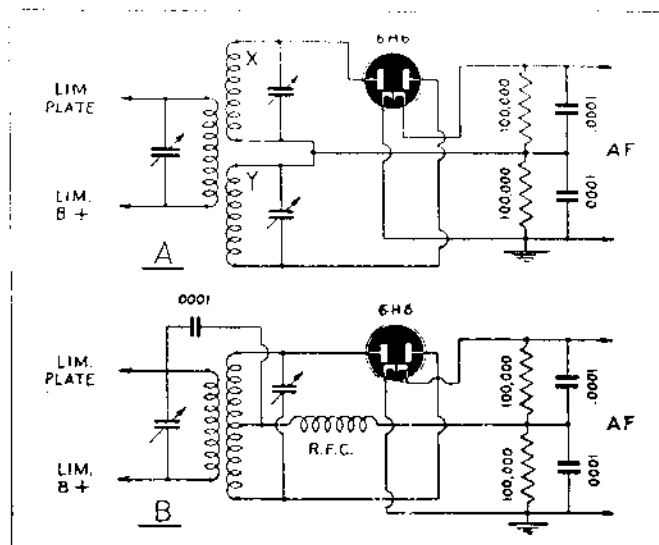 6H6
X
LIM
PLATE
100,000
.0001
AF
Y
LIM.
B +
100,000
.0001
A
.0001
6H6
LIM.
PLATE
100,000
.0001
R.F.C.
AF
LIM.
B +
100,000
.0001
B